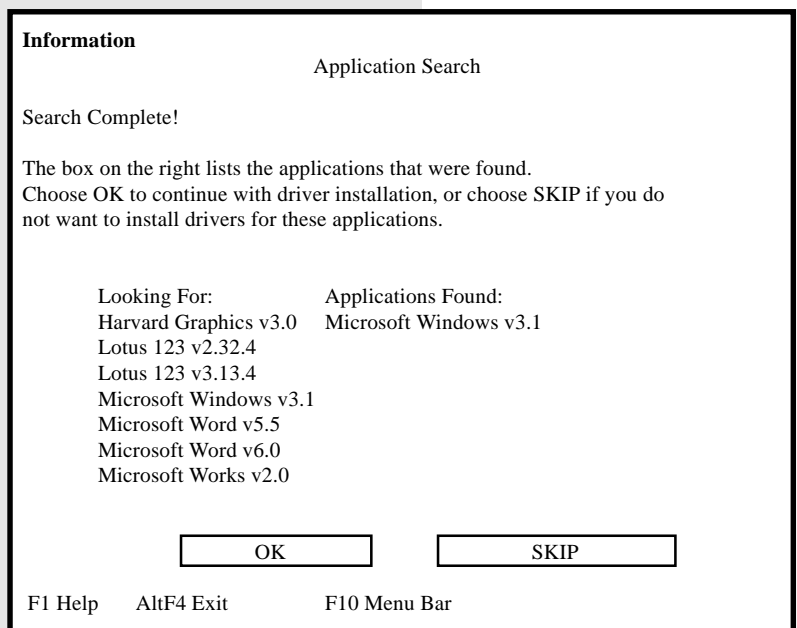 Information
Application Search
Search Complete!
The box on the right lists the applications that were found.
Choose OK to continue with driver installation, or choose SKIP if you do
not want to install drivers for these applications.
Looking For: Applications Found:
Harvard Graphics v3.0 Microsoft Windows v3.1
Lotus 123 v2.32.4
Lotus 123 v3.13.4
Microsoft Windows v3.1
Microsoft Word v5.5
Microsoft Word v6.0
Microsoft Works v2.0
OK SKIP
F1 Help AltF4 Exit F10 Menu Bar